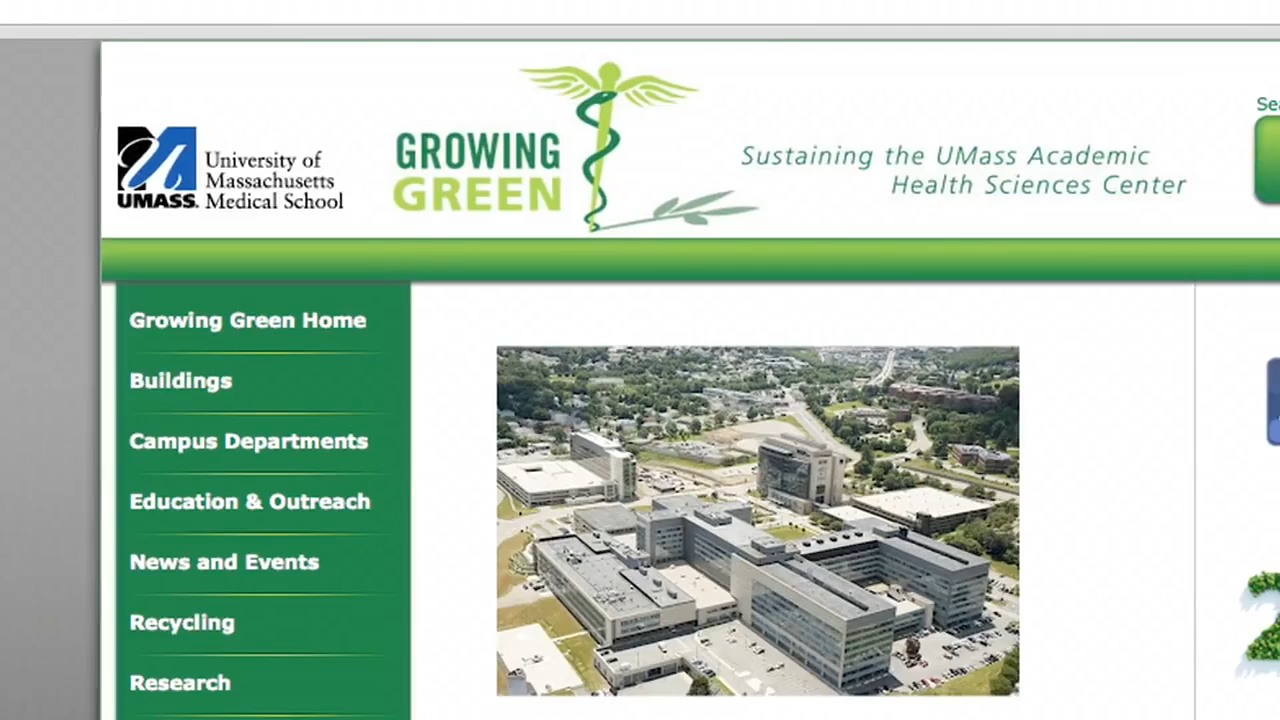 University of
Massachusetts
UMASS. Medical School
GROWING
GREEN
Sustaining the UMass Academic
Health Sciences Center
Growing Green Home
Buildings
Campus Departments
Education & Outreach
News and Events
Recycling
Research
2